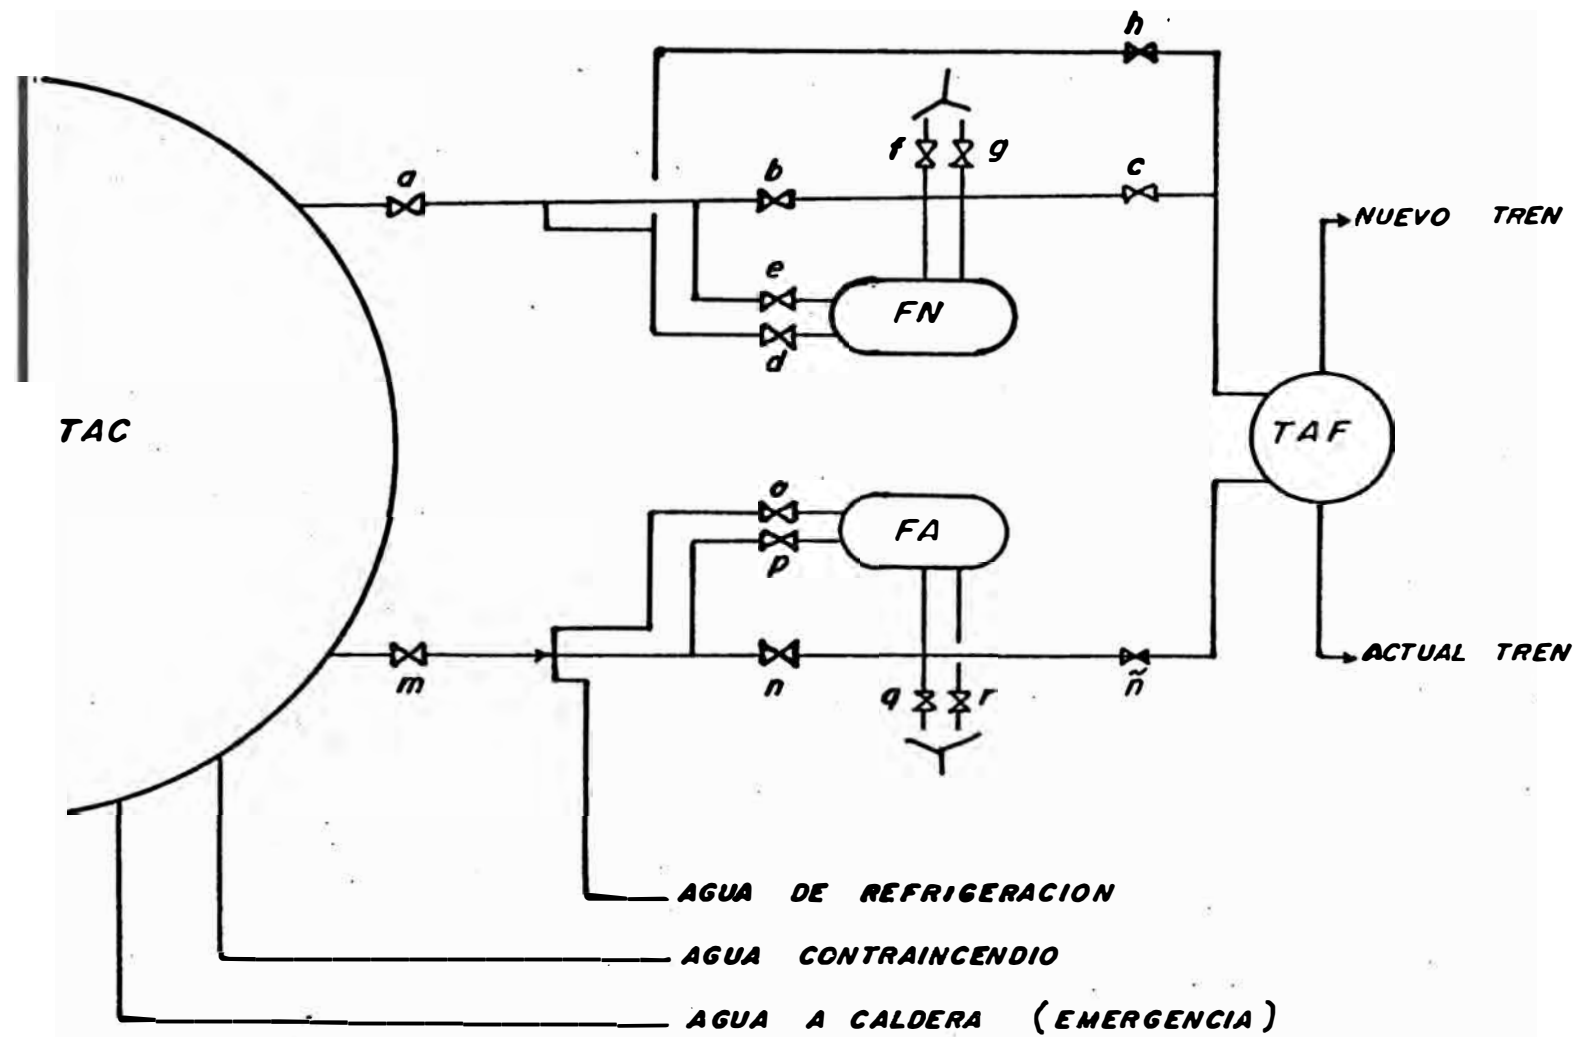 h
f
g
a
b
c
NUEVO TREN
e
FN
d
TAC
TAF
o
FA
p
m
n
ñ
ACTUAL TREN
q
r
AGUA DE REFRIGERACION
AGUA CONTRAINCENDIO
AGUA A CALDERA (EMERGENCIA)